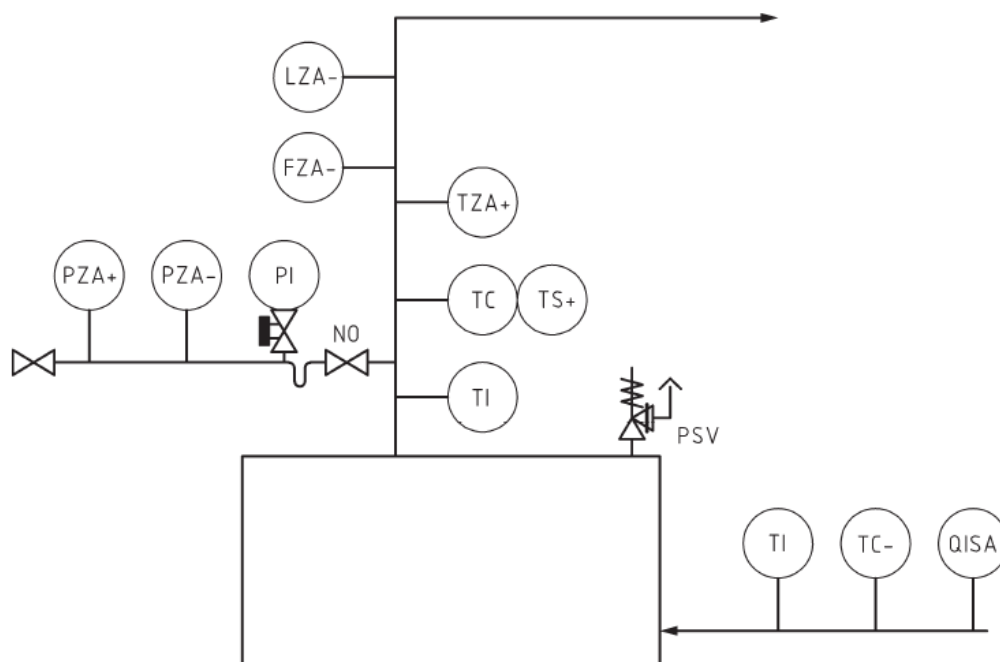 LZA-
FZA-
TZA+
PZA+
PZA-
PI
TC
TS+
NO
TI
PSV
TI
TC-
QISA